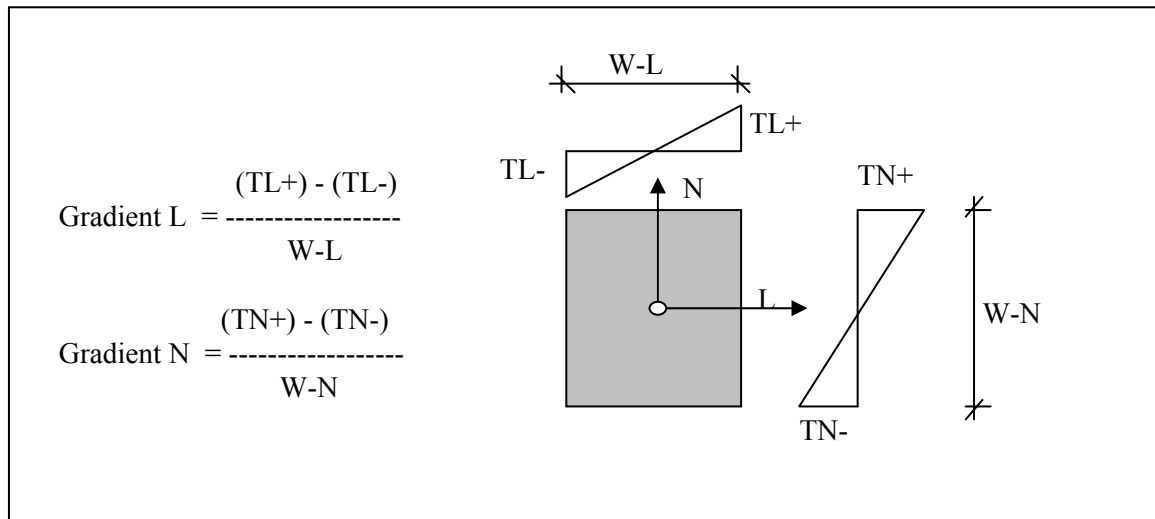 (TL+) - (TL-)
Gradient L = ------------------
W-L
(TN+) - (TN-)
Gradient N = ------------------
W-N
W-L
TL+
TL-
N
L
TN+
W-N
TN-